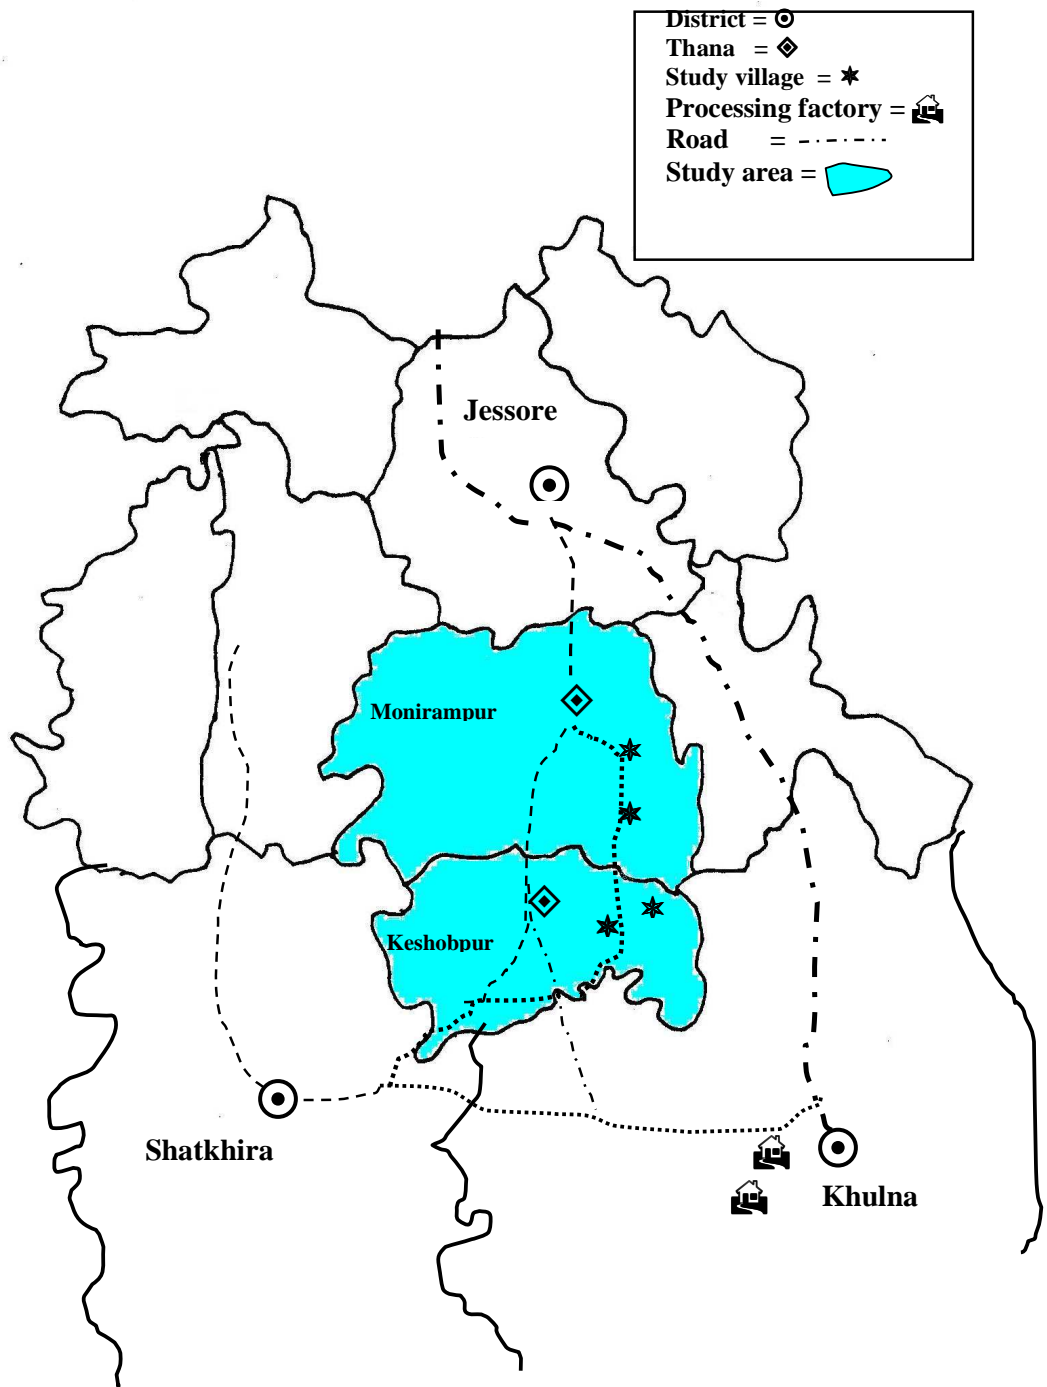 District =
Thana =
Study village =
Processing factory =
Road =
Study area =
Jessore
Monirampur
Keshobpur
Shatkhira
Khulna